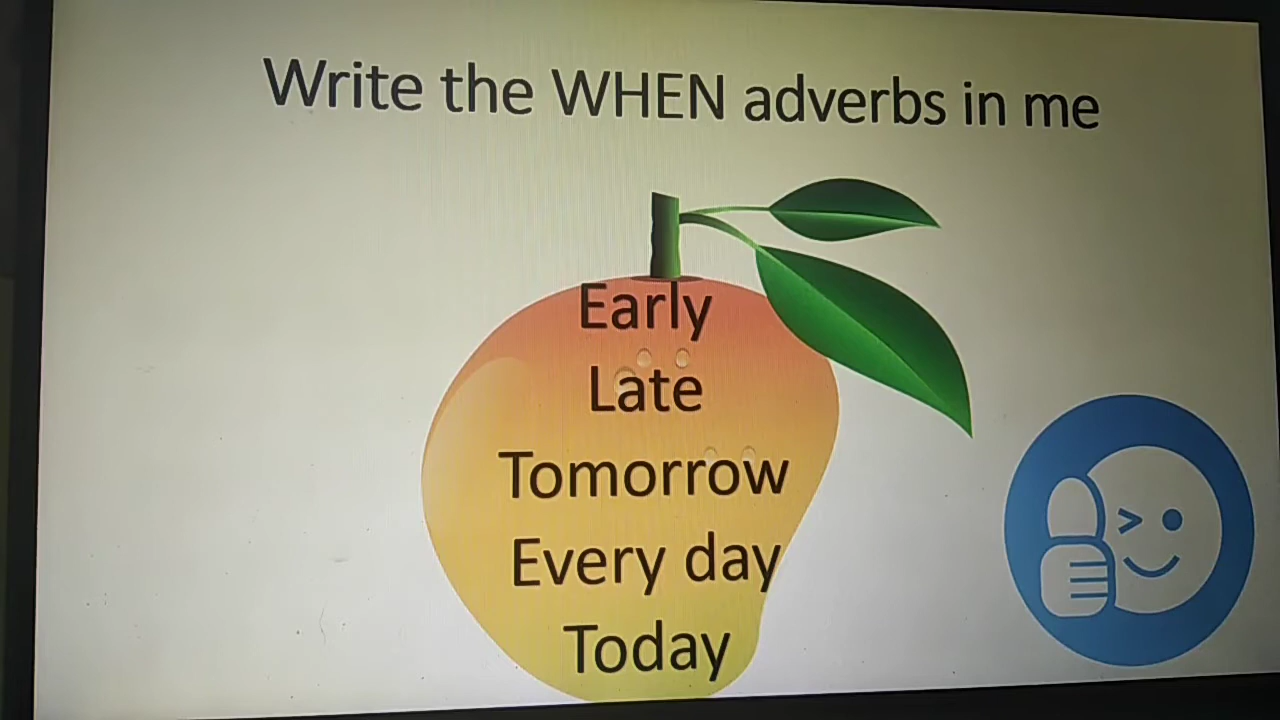 Write the WHEN adverbs in me
Early
Late
Tomorrow
Every day
Today